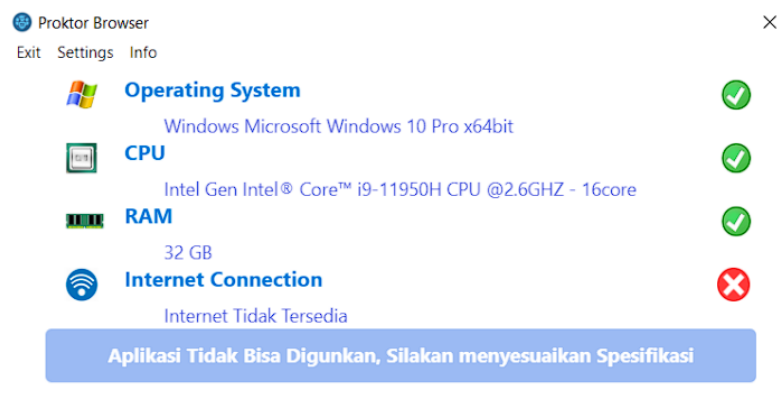 Proktor Browser
Exit Settings Info
Operating System
Windows Microsoft Windows 10 Pro x64bit
CPU
Intel Gen Intel® Core™ i9-11950H CPU @2.6GHZ - 16core
RAM
32 GB
Internet Connection
Internet Tidak Tersedia
Aplikasi Tidak Bisa Digunkan, Silakan menyesuaikan Spesifikasi